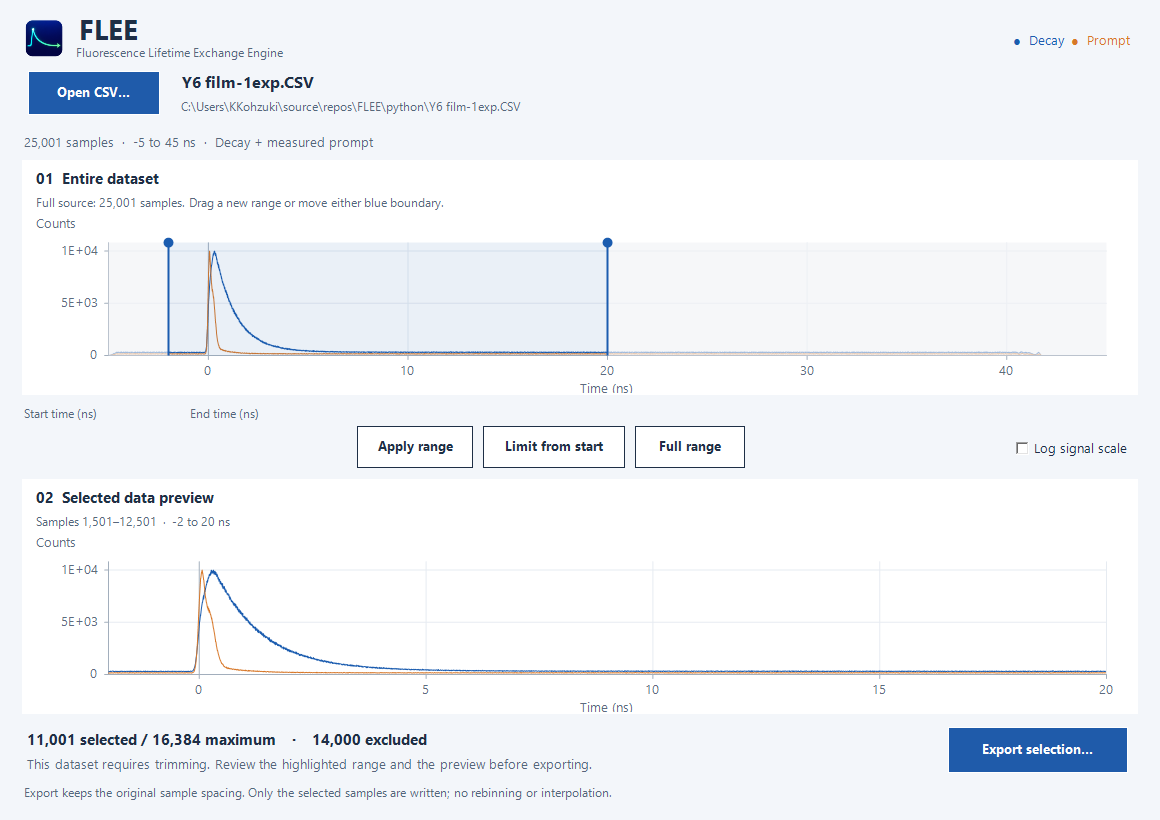 FLEE
Fluorescence Lifetime Exchange Engine
● Decay ● Prompt
Open CSV...
Y6 film-1exp.CSV
C:\Users\KKohzuki\source\repos\FLEE\python\Y6 film-1exp.CSV
25,001 samples · -5 to 45 ns · Decay + measured prompt
01 Entire dataset
Full source: 25,001 samples. Drag a new range or move either blue boundary.
Counts
1E+04
5E+03
0
0 10 20 30 40
Time (ns)
Start time (ns) End time (ns)
Apply range Limit from start Full range Log signal scale
02 Selected data preview
Samples 1,501–12,501 · -2 to 20 ns
Counts
1E+04
5E+03
0
0 5 10 15 20
Time (ns)
11,001 selected / 16,384 maximum · 14,000 excluded
Export selection...
This dataset requires trimming. Review the highlighted range and the preview before exporting.
Export keeps the original sample spacing. Only the selected samples are written; no rebinning or interpolation.